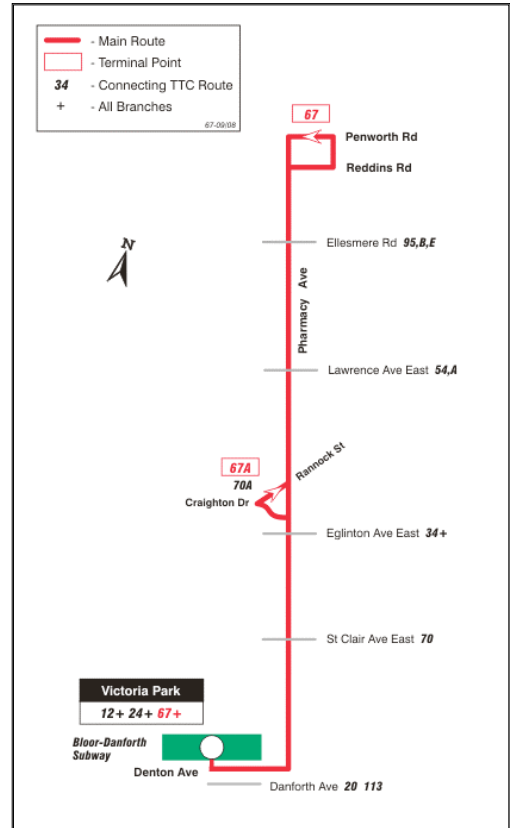 - Main Route
- Terminal Point
34 - Connecting TTC Route
+ - All Branches
67-09/08
67
Penworth Rd
Reddins Rd
N
Ellesmere Rd 95,B,E
Pharmacy Ave
Lawrence Ave East 54,A
Rannock St
67A
70A
Craighton Dr
Eglinton Ave East 34+
St Clair Ave East 70
Victoria Park
12+ 24+ 67+
Bloor-Danforth
Subway
Denton Ave
Danforth Ave 20 113